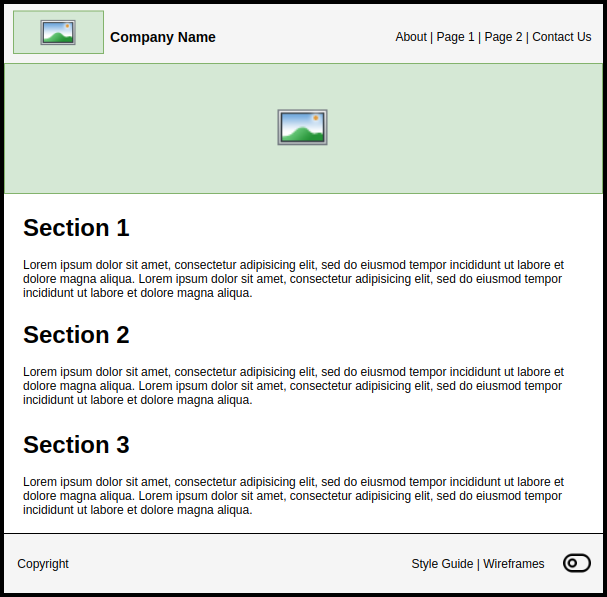 Company Name
About | Page 1 | Page 2 | Contact Us
Section 1
Lorem ipsum dolor sit amet, consectetur adipisicing elit, sed do eiusmod tempor incididunt ut labore et
dolore magna aliqua. Lorem ipsum dolor sit amet, consectetur adipisicing elit, sed do eiusmod tempor
incididunt ut labore et dolore magna aliqua.
Section 2
Lorem ipsum dolor sit amet, consectetur adipisicing elit, sed do eiusmod tempor incididunt ut labore et
dolore magna aliqua. Lorem ipsum dolor sit amet, consectetur adipisicing elit, sed do eiusmod tempor
incididunt ut labore et dolore magna aliqua.
Section 3
Lorem ipsum dolor sit amet, consectetur adipisicing elit, sed do eiusmod tempor incididunt ut labore et
dolore magna aliqua. Lorem ipsum dolor sit amet, consectetur adipisicing elit, sed do eiusmod tempor
incididunt ut labore et dolore magna aliqua.
Copyright
Style Guide | Wireframes